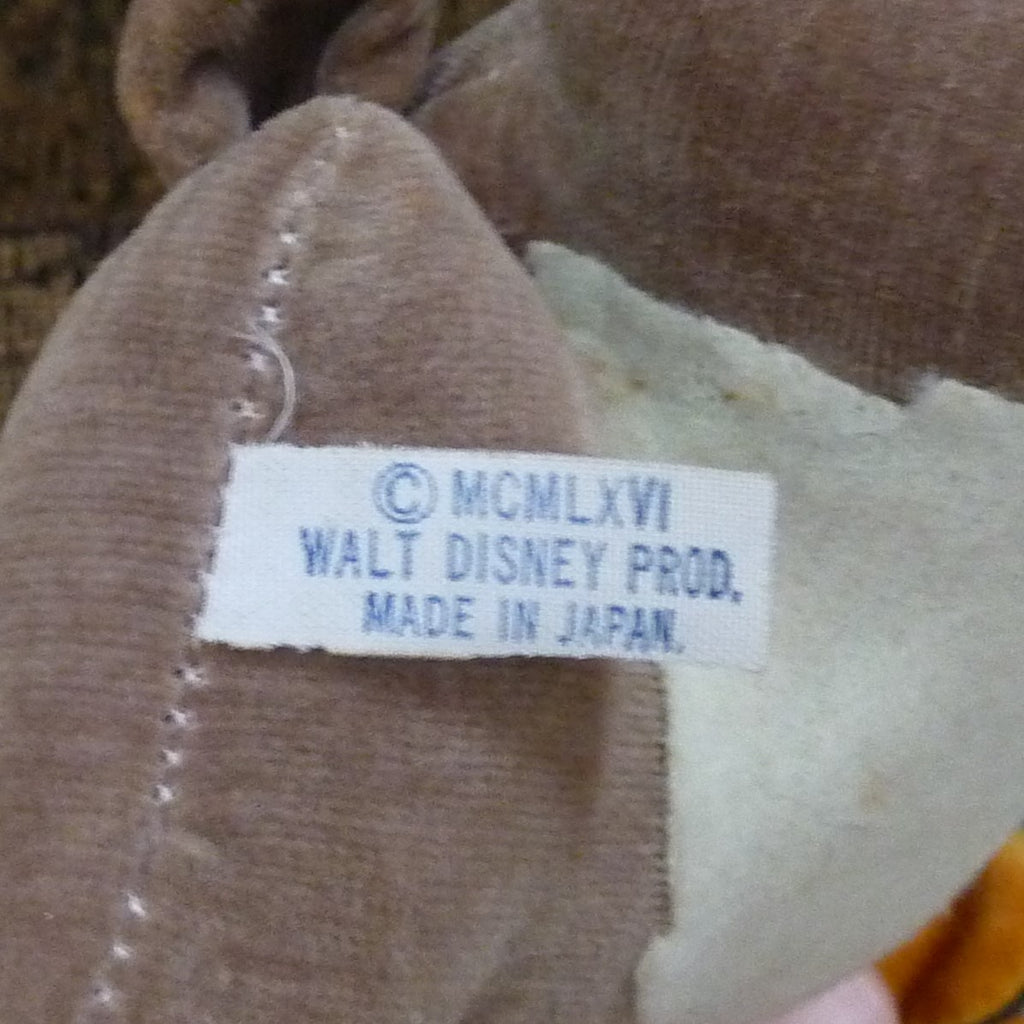 © MCMLXVI
WALT DISNEY PROD.
MADE IN JAPAN.